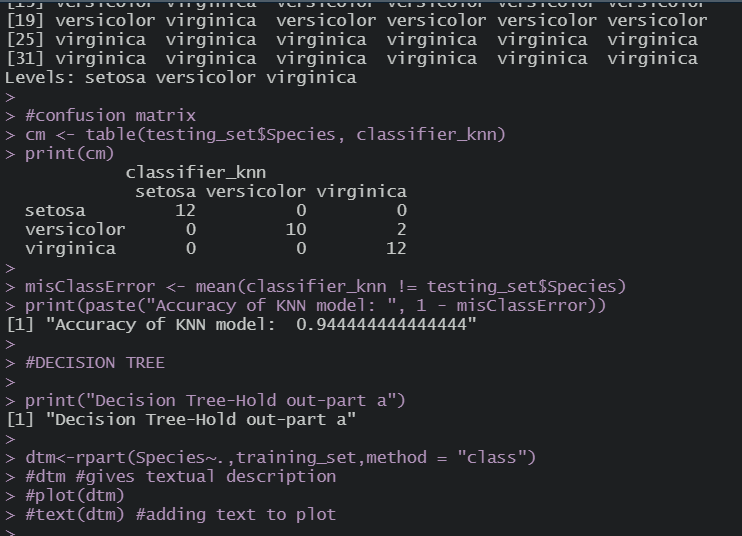 [19] versicolor virginica  versicolor versicolor versicolor versicolor
[25] virginica  virginica  virginica  virginica  virginica  virginica
[31] virginica  virginica  virginica  virginica  virginica  virginica
Levels: setosa versicolor virginica
>
> #confusion matrix
> cm <- table(testing_set$Species, classifier_knn)
> print(cm)
            classifier_knn
             setosa versicolor virginica
  setosa         12          0         0
  versicolor      0         10         2
  virginica       0          0        12
>
> misClassError <- mean(classifier_knn != testing_set$Species)
> print(paste("Accuracy of KNN model: ", 1 - misClassError))
[1] "Accuracy of KNN model:  0.944444444444444"
>
> #DECISION TREE
>
> print("Decision Tree-Hold out-part a")
[1] "Decision Tree-Hold out-part a"
>
> dtm<-rpart(Species~.,training_set,method = "class")
> #dtm #gives textual description
> #plot(dtm)
> #text(dtm) #adding text to plot
>